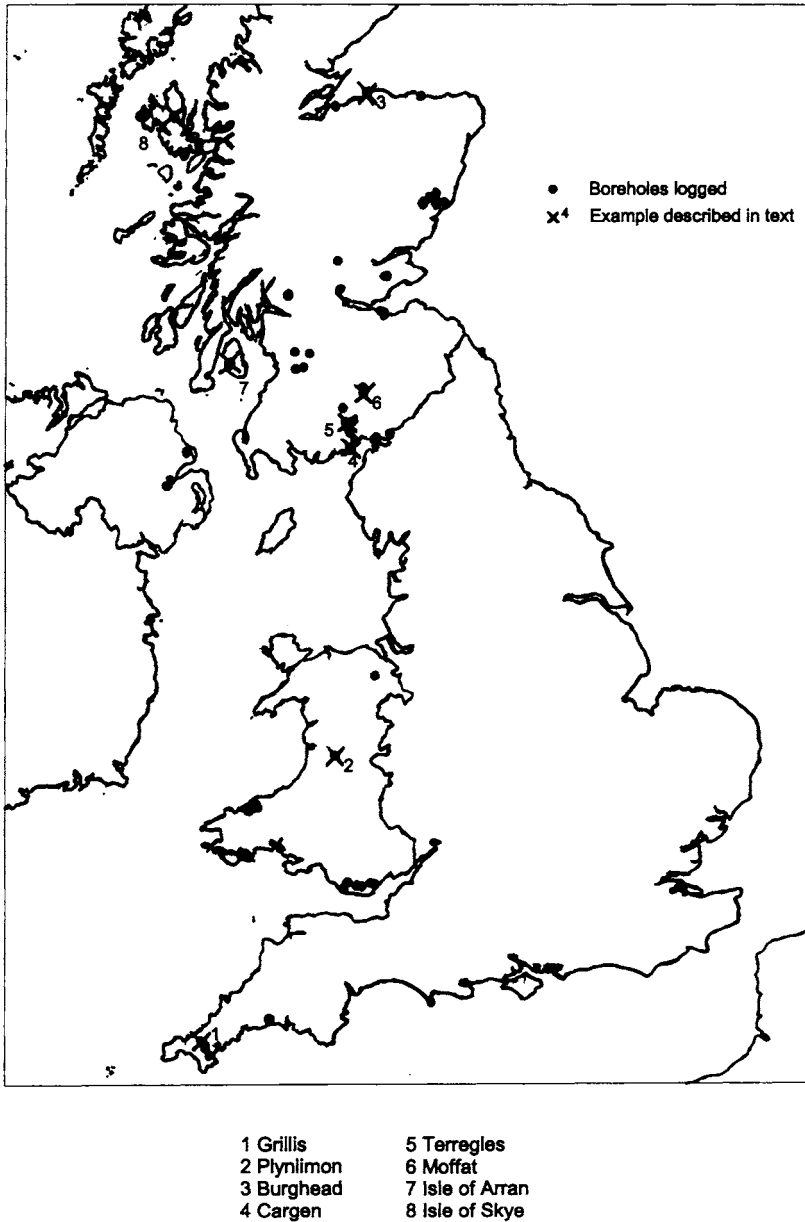 3
8
● Boreholes logged
×4 Example described in text
7
6
5
4
2
1
1 Grillis
2 Plynlimon
3 Burghead
4 Cargen
5 Terregles
6 Moffat
7 Isle of Arran
8 Isle of Skye